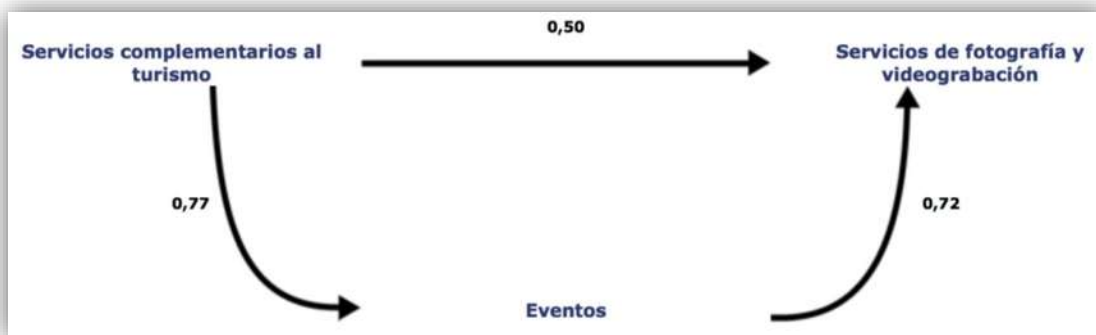 0,50
Servicios complementarios al
turismo
Servicios de fotografía y
videograbación
0,77
0,72
Eventos